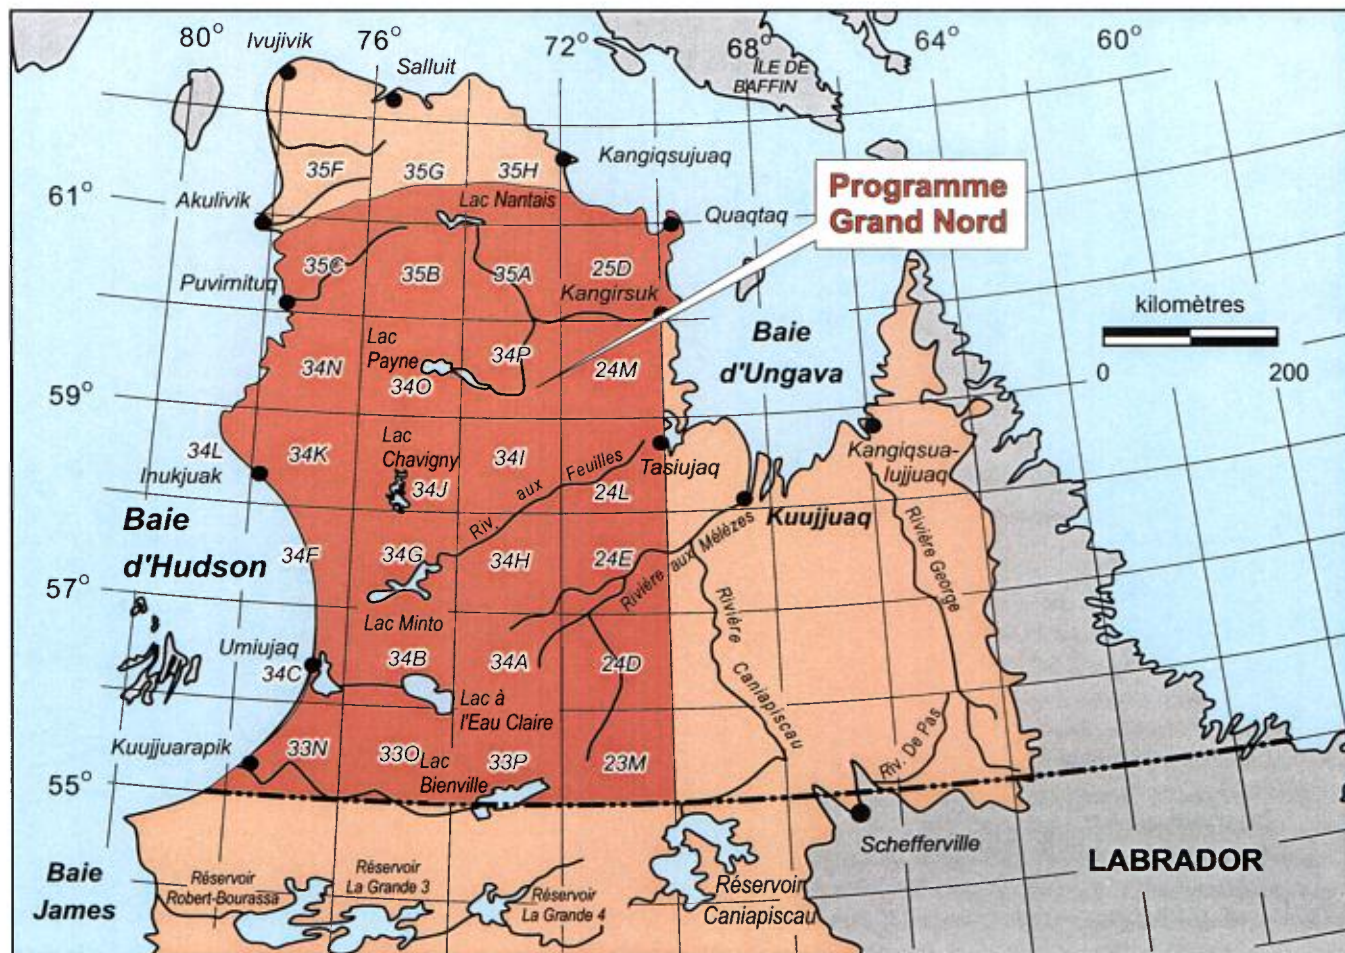 80°
76°
72°
68°
64°
60°
Ivujivik
Salluit
ÎLE DE
BAFFIN
35F
35G
35H
Kangiqsujuaq
Programme
Grand Nord
61°
Akulivik
Lac Nantais
Quaqtaq
35C
35B
35A
25D
Puvirnituq
Kangirsuk
kilomètres
0
200
Baie
d'Ungava
Lac
Payne
34N
34O
34P
24M
59°
34L
Inukjuak
34K
Lac
Chavigny
34J
34I
Riv. aux Feuilles
24L
Tasiujaq
Kangiqsua-
lujjuaq
Kuujjuaq
Baie
d'Hudson
34F
34G
34H
24E
Rivière aux Mélèzes
Rivière Caniapiscau
Rivière George
57°
Lac Minto
Umiujaq
34C
34B
34A
24D
Lac à
l'Eau Claire
Kuujjuarapik
33N
33O
33P
23M
Lac
Bienville
Riv. De Pas
55°
Schefferville
LABRADOR
Baie
James
Réservoir
Robert-Bourassa
Réservoir
La Grande 3
Réservoir
La Grande 4
Réservoir
Caniapiscau